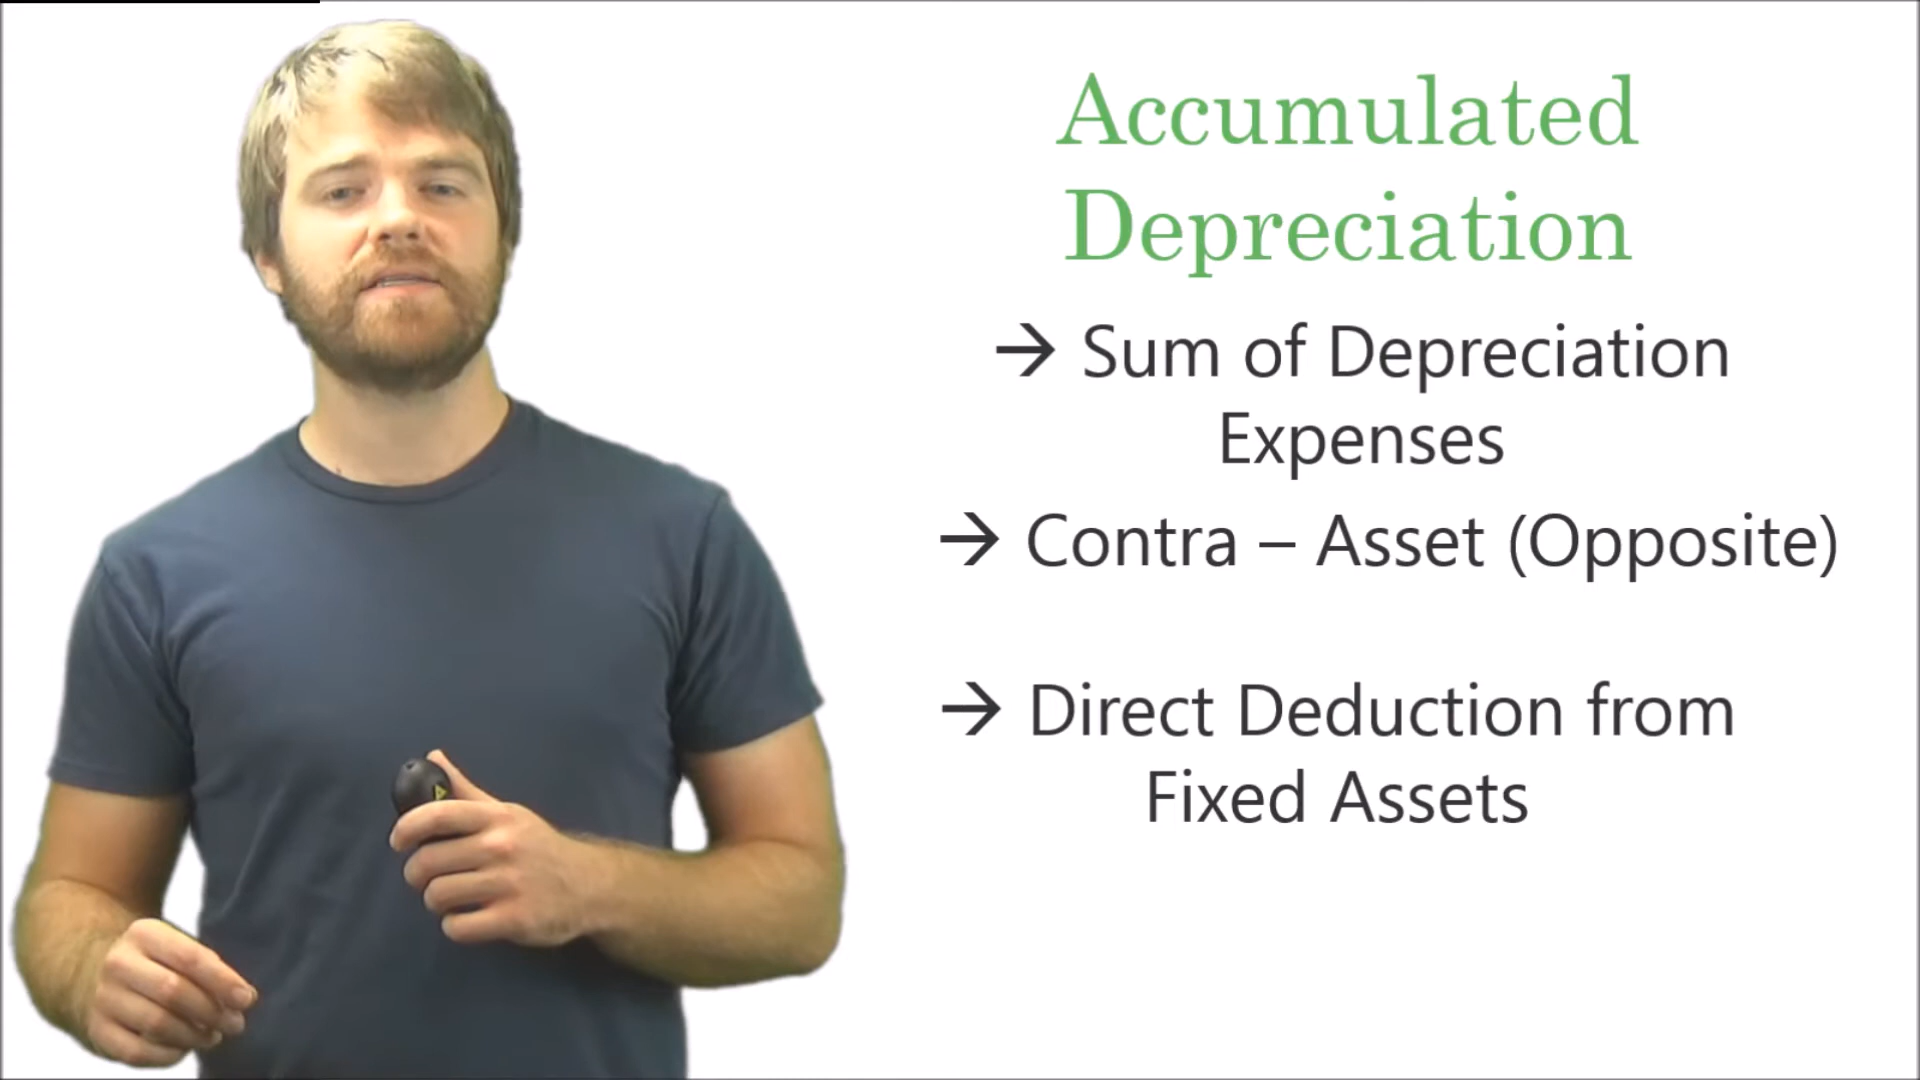 Accumulated
Depreciation
→ Sum of Depreciation
Expenses
→ Contra – Asset (Opposite)
→ Direct Deduction from
Fixed Assets